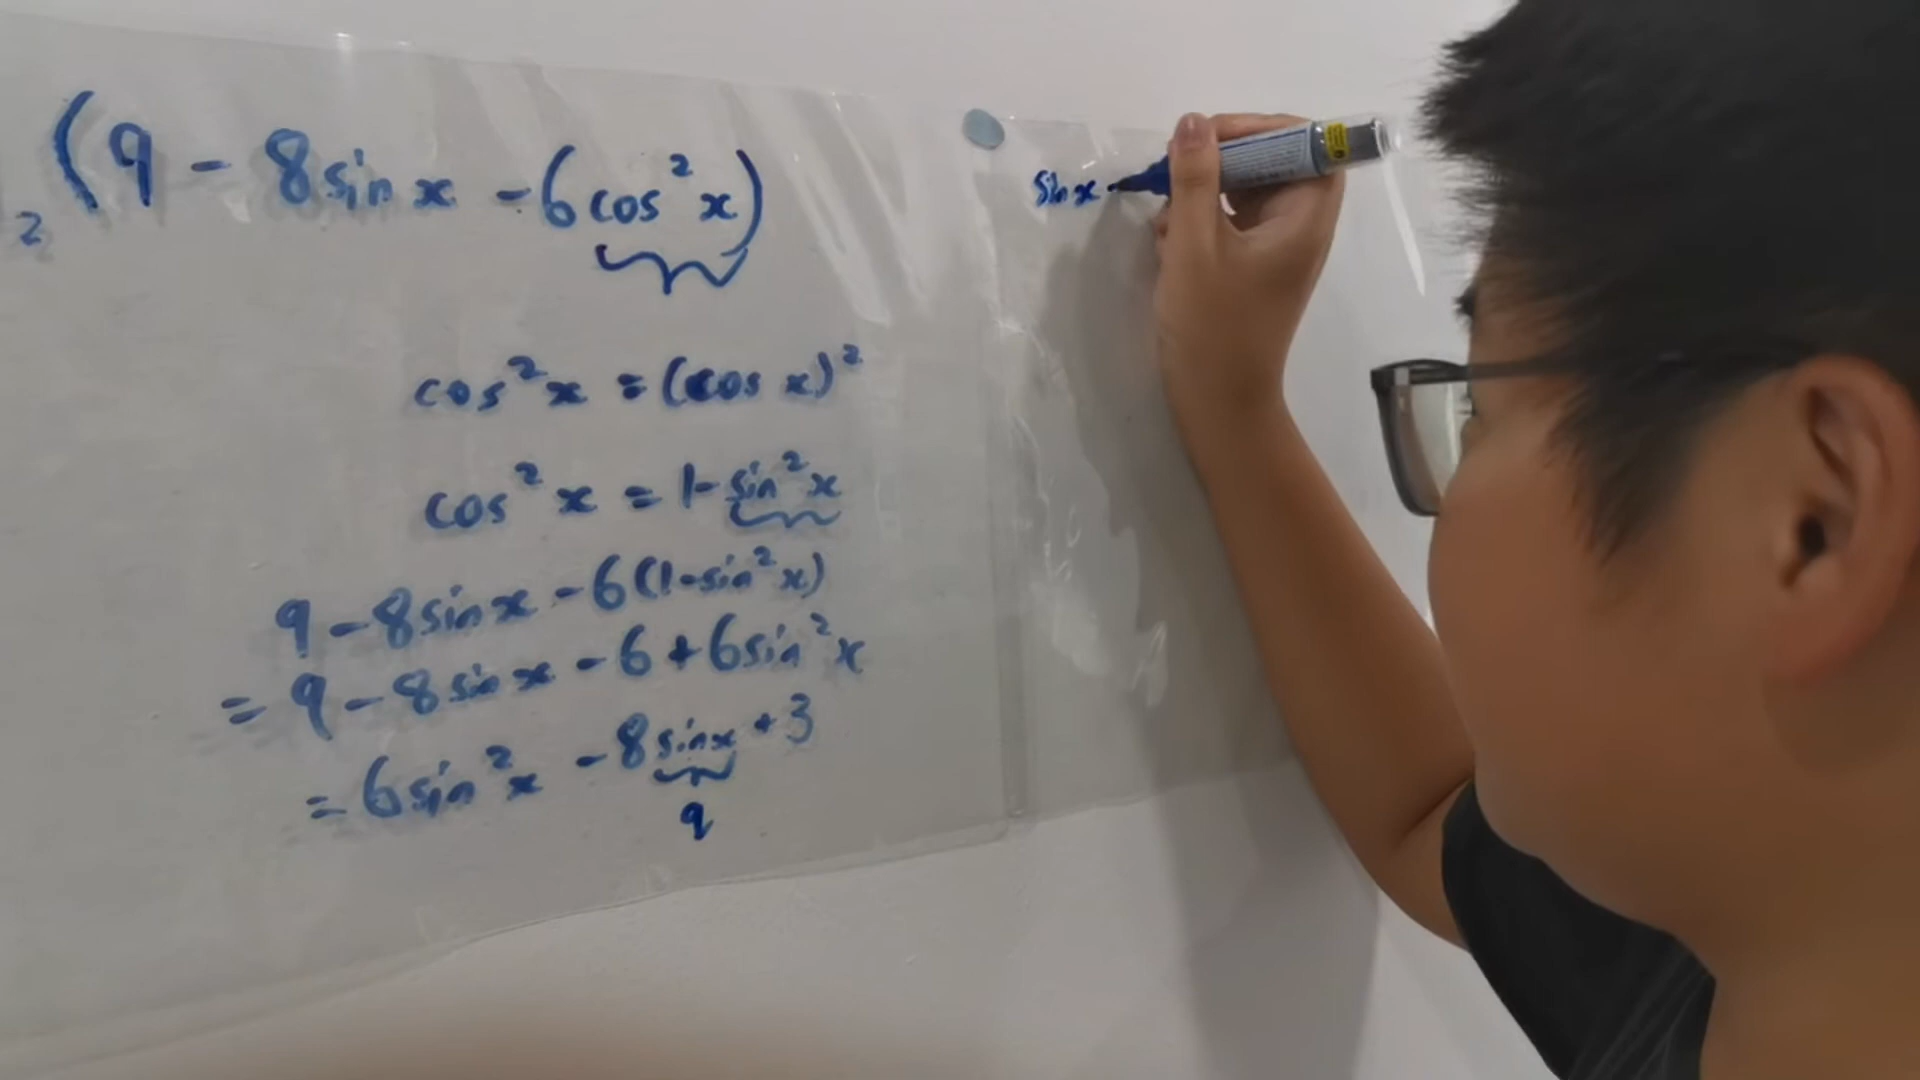 ₂(9 - 8 sin x - 6 cos² x)
sin x -
cos² x = (cos x)²
cos² x = 1 - sin² x
9 - 8 sin x - 6(1 - sin² x)
= 9 - 8 sin x - 6 + 6 sin² x
= 6 sin² x - 8 sin x + 3
q